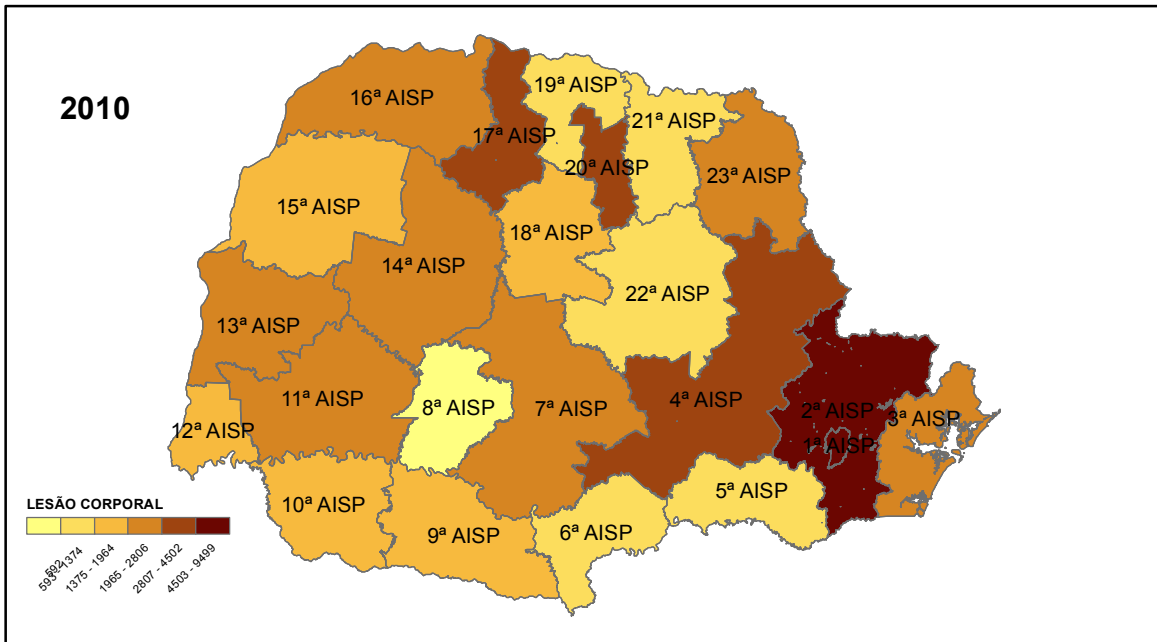 2010
16ª AISP
19ª AISP
21ª AISP
17ª AISP
20ª AISP
23ª AISP
15ª AISP
18ª AISP
14ª AISP
22ª AISP
13ª AISP
11ª AISP
8ª AISP
7ª AISP
4ª AISP
2ª AISP
3ª AISP
12ª AISP
1ª AISP
5ª AISP
10ª AISP
9ª AISP
6ª AISP
LESÃO CORPORAL
592
593 - 1374
1375 - 1964
1965 - 2806
2807 - 4502
4503 - 9499